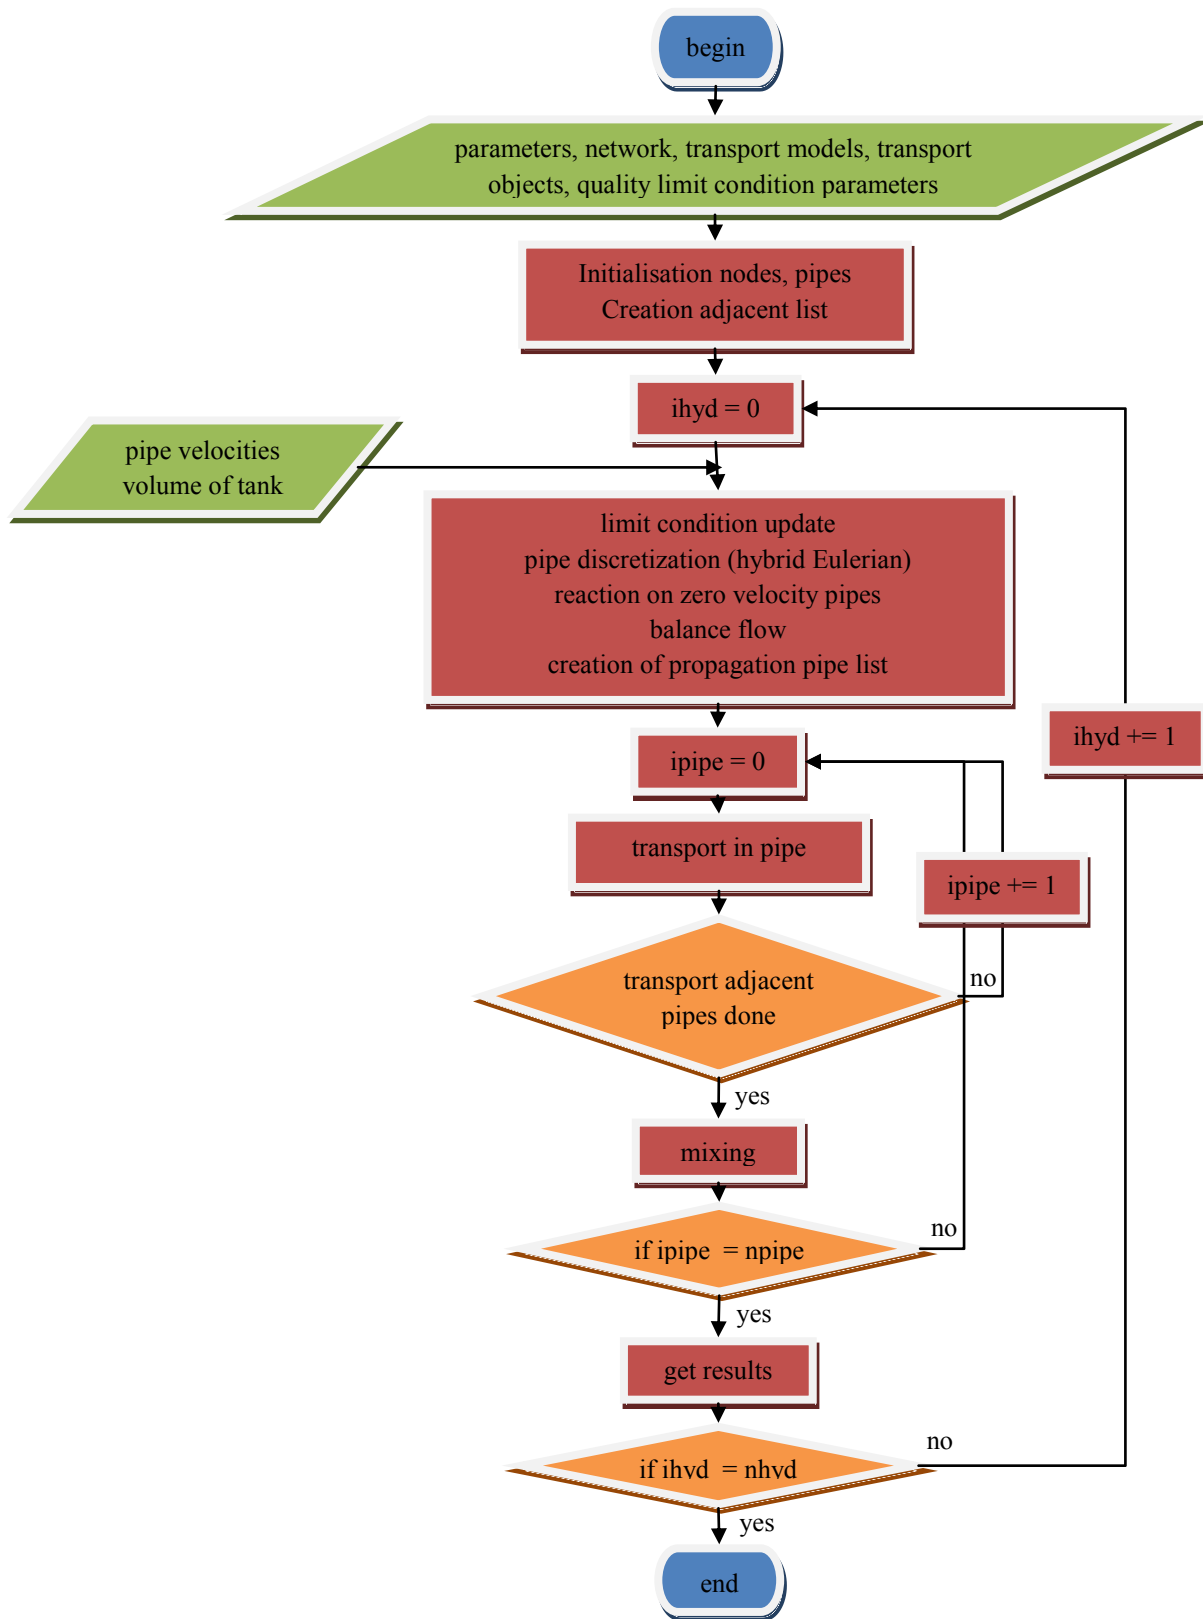 begin
parameters, network, transport models, transport
objects, quality limit condition parameters
Initialisation nodes, pipes
Creation adjacent list
ihyd = 0
pipe velocities
volume of tank
limit condition update
pipe discretization (hybrid Eulerian)
reaction on zero velocity pipes
balance flow
creation of propagation pipe list
ihyd += 1
ipipe = 0
transport in pipe
ipipe += 1
transport adjacent
pipes done
no
yes
mixing
no
if ipipe = npipe
yes
get results
no
if ihyd = nhyd
yes
end